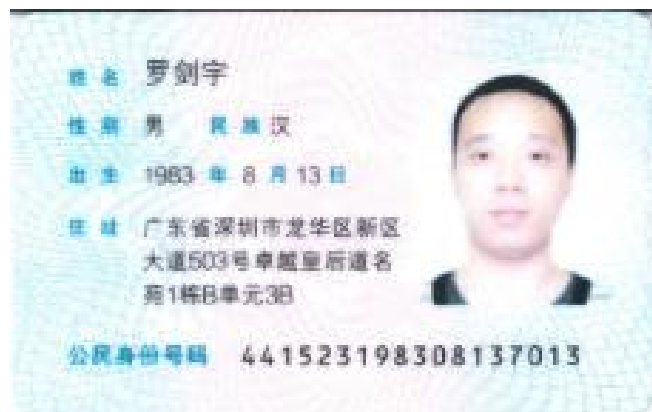 姓名 罗剑宇
性别 男 民族 汉
出生 1983 年 8 月 13 日
住址 广东省深圳市龙华区新区
大道503号卓越皇后道名
苑1栋B单元3B
公民身份号码 441523198308137013